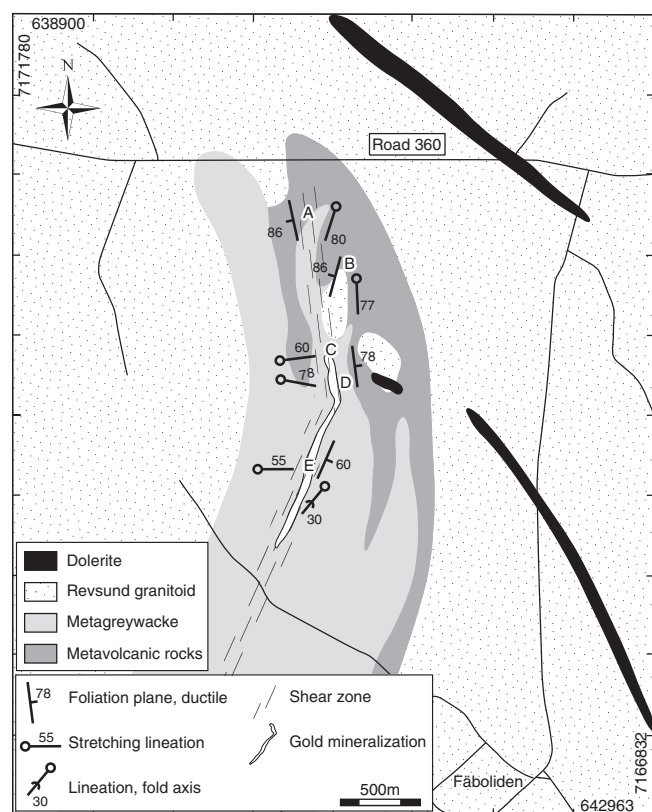 638900
7171780
N
Road 360
A
86
80
B
86
77
C
60
78
78
D
55
E
60
30
Dolerite
Revsund granitoid
Metagreywacke
Metavolcanic rocks
78
Foliation plane, ductile
Shear zone
55
Stretching lineation
Gold mineralization
30
Lineation, fold axis
500m
Fäboliden
7166832
642963